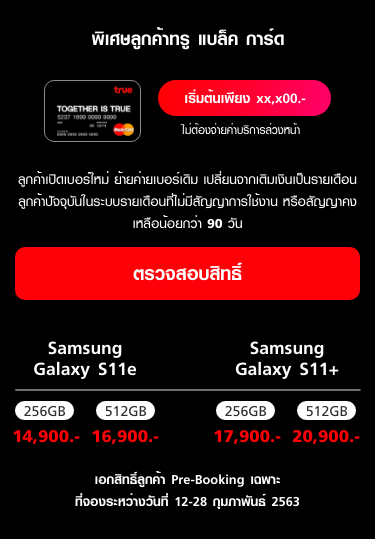 พิเศษลูกค้าทรู แบล็ค การ์ด
true
TOGETHER IS TRUE
5237 1699 9999 9999
MasterCard
เริ่มต้นเพียง xx,x00.-
ไม่ต้องจ่ายค่าบริการล่วงหน้า
ลูกค้าเปิดเบอร์ใหม่ ย้ายค่ายเบอร์เดิม เปลี่ยนจากเติมเงินเป็นรายเดือน
ลูกค้าปัจจุบันในระบบรายเดือนที่ไม่มีสัญญาการใช้งาน หรือสัญญาคง
เหลือน้อยกว่า 90 วัน
ตรวจสอบสิทธิ์
Samsung
Galaxy S11e
Samsung
Galaxy S11+
256GB 512GB 256GB 512GB
14,900.- 16,900.- 17,900.- 20,900.-
เอกสิทธิ์ลูกค้า Pre-Booking เฉพาะ
ที่จองระหว่างวันที่ 12-28 กุมภาพันธ์ 2563